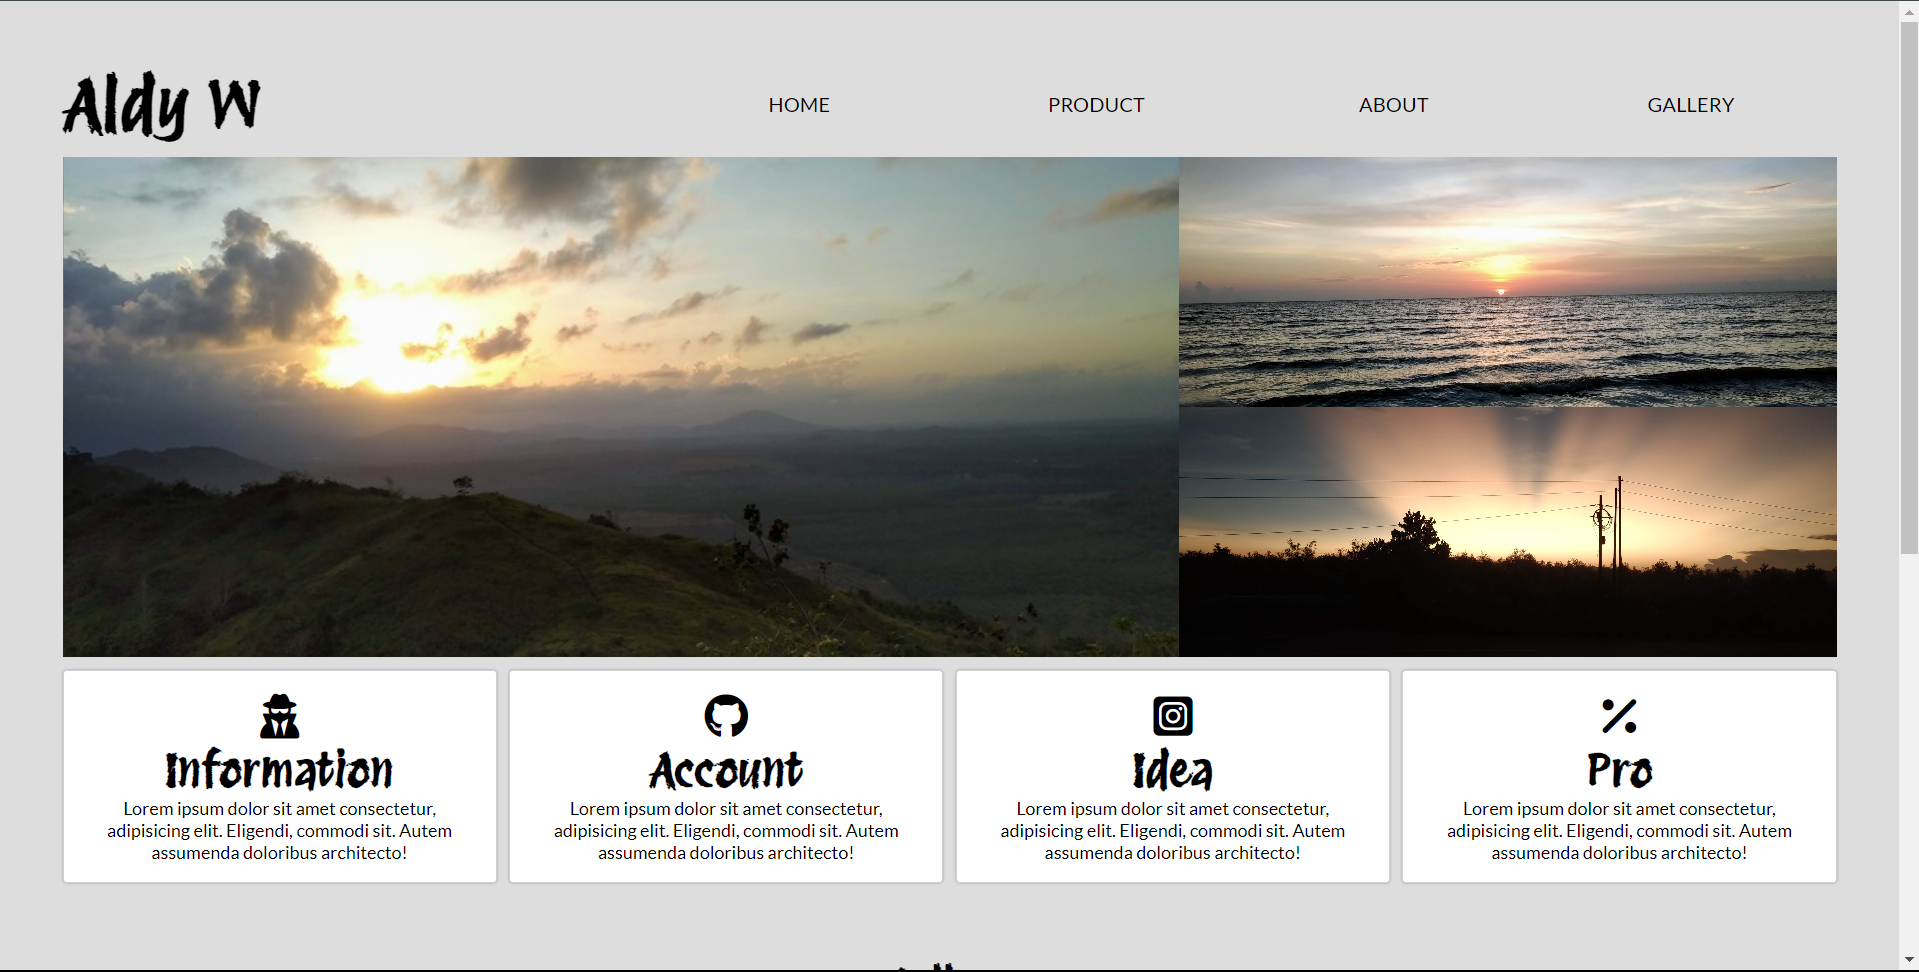 Aldy W
HOME
PRODUCT
ABOUT
GALLERY
Information
Lorem ipsum dolor sit amet consectetur,
adipisicing elit. Eligendi, commodi sit. Autem
assumenda doloribus architecto!
Account
Lorem ipsum dolor sit amet consectetur,
adipisicing elit. Eligendi, commodi sit. Autem
assumenda doloribus architecto!
Idea
Lorem ipsum dolor sit amet consectetur,
adipisicing elit. Eligendi, commodi sit. Autem
assumenda doloribus architecto!
Pro
Lorem ipsum dolor sit amet consectetur,
adipisicing elit. Eligendi, commodi sit. Autem
assumenda doloribus architecto!